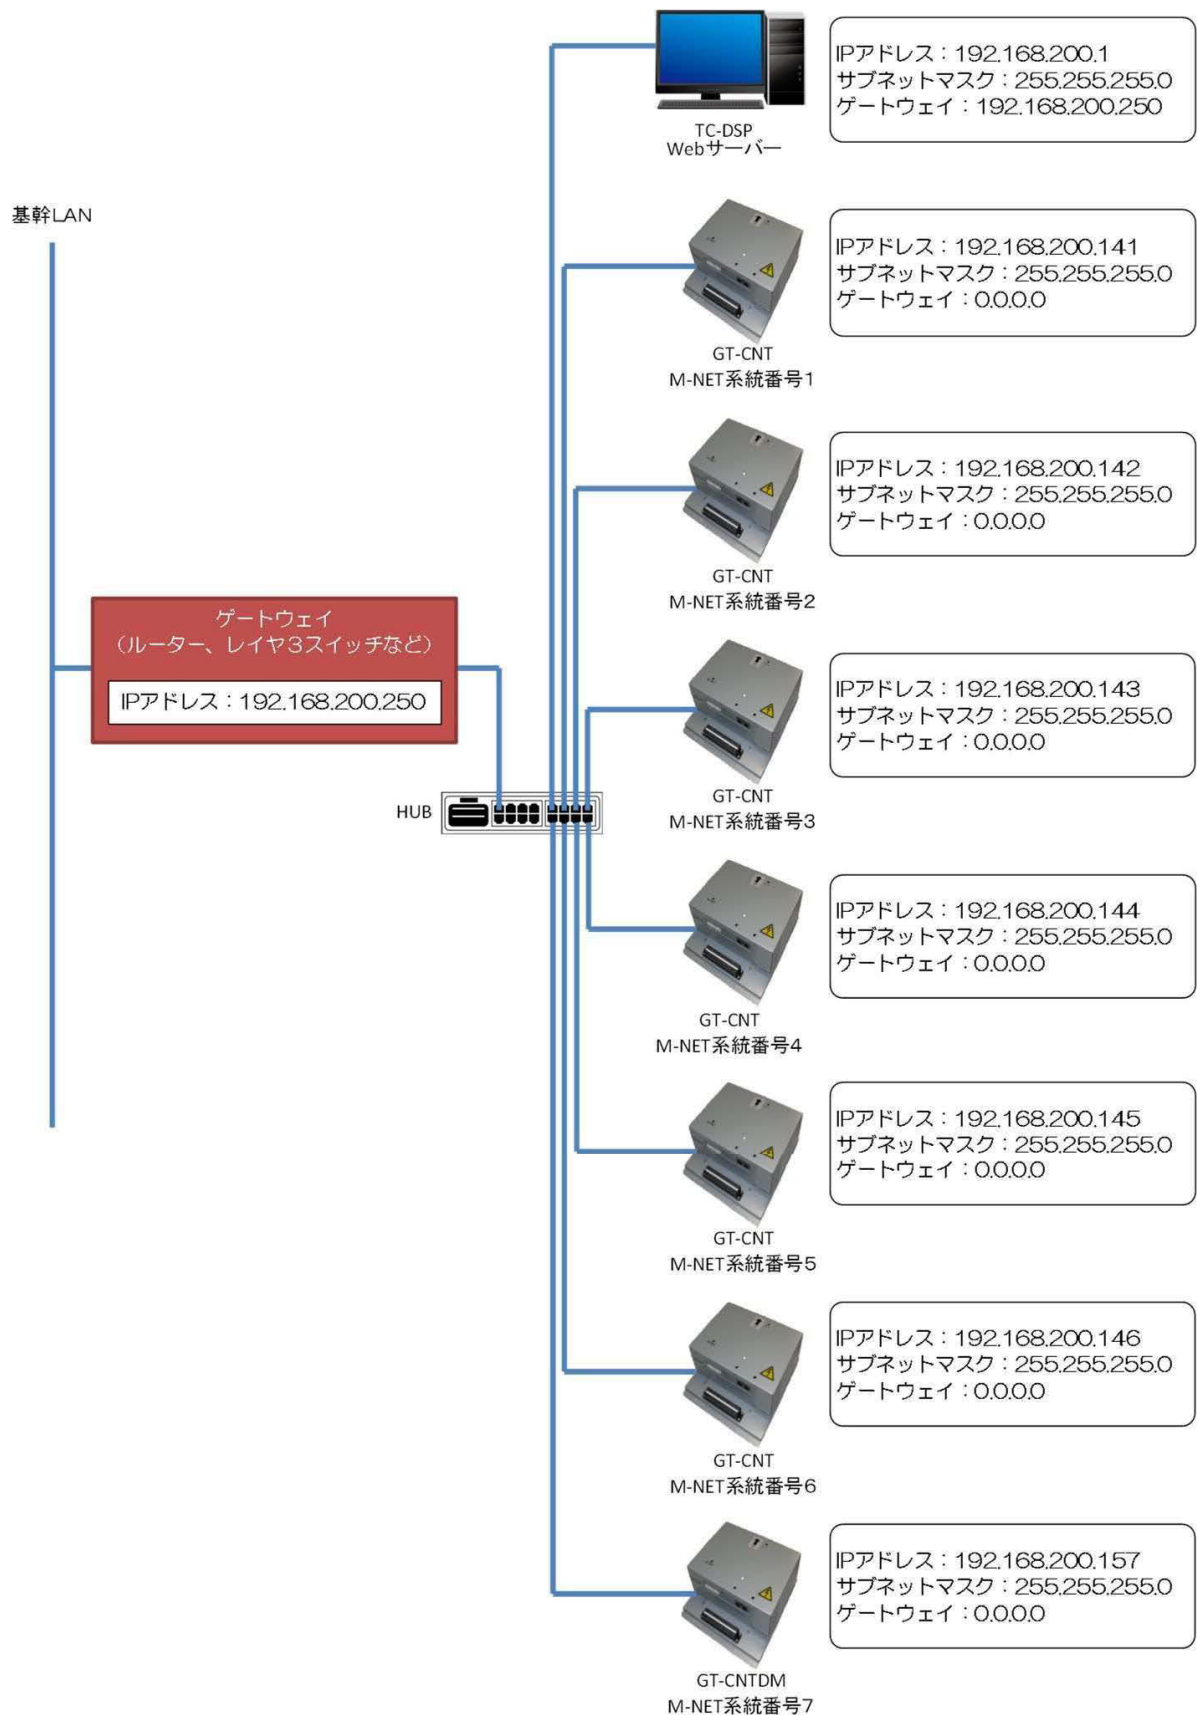 IPアドレス：192.168.200.1
サブネットマスク：255.255.255.0
ゲートウェイ：192.168.200.250
TC-DSP
Webサーバー
基幹LAN
IPアドレス：192.168.200.141
サブネットマスク：255.255.255.0
ゲートウェイ：0.0.0.0
GT-CNT
M-NET系統番号1
IPアドレス：192.168.200.142
サブネットマスク：255.255.255.0
ゲートウェイ：0.0.0.0
GT-CNT
M-NET系統番号2
ゲートウェイ
（ルーター、レイヤ3スイッチなど）
IPアドレス：192.168.200.250
IPアドレス：192.168.200.143
サブネットマスク：255.255.255.0
ゲートウェイ：0.0.0.0
GT-CNT
M-NET系統番号3
HUB
IPアドレス：192.168.200.144
サブネットマスク：255.255.255.0
ゲートウェイ：0.0.0.0
GT-CNT
M-NET系統番号4
IPアドレス：192.168.200.145
サブネットマスク：255.255.255.0
ゲートウェイ：0.0.0.0
GT-CNT
M-NET系統番号5
IPアドレス：192.168.200.146
サブネットマスク：255.255.255.0
ゲートウェイ：0.0.0.0
GT-CNT
M-NET系統番号6
IPアドレス：192.168.200.157
サブネットマスク：255.255.255.0
ゲートウェイ：0.0.0.0
GT-CNTDM
M-NET系統番号7